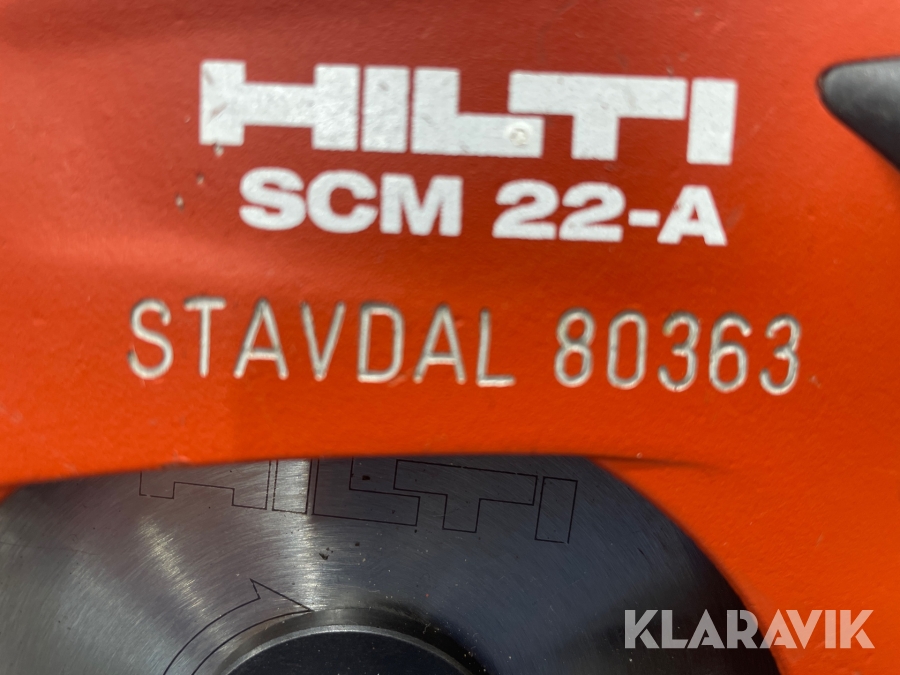 HILTI
SCM 22-A
STAVDAL 80363
HILTI
KLARAVIK